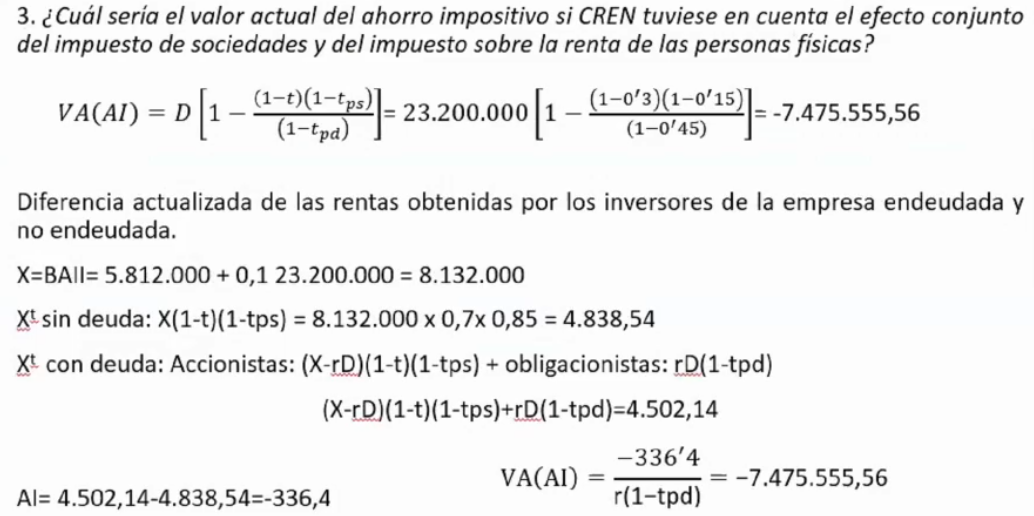 3. ¿Cuál sería el valor actual del ahorro impositivo si CREN tuviese en cuenta el efecto conjunto
del impuesto de sociedades y del impuesto sobre la renta de las personas físicas?
VA(AI) = D [1 − (1−t)(1−t_ps)/(1−t_pd)] = 23.200.000 [1 − (1−0′3)(1−0′15)/(1−0′45)] = -7.475.555,56
Diferencia actualizada de las rentas obtenidas por los inversores de la empresa endeudada y
no endeudada.
X=BAII= 5.812.000 + 0,1 23.200.000 = 8.132.000
Xᵗ sin deuda: X(1-t)(1-tps) = 8.132.000 x 0,7x 0,85 = 4.838,54
Xᵗ con deuda: Accionistas: (X-rD)(1-t)(1-tps) + obligacionistas: rD(1-tpd)
(X-rD)(1-t)(1-tps)+rD(1-tpd)=4.502,14
AI= 4.502,14-4.838,54=-336,4
VA(AI) = −336′4/r(1−tpd) = −7.475.555,56